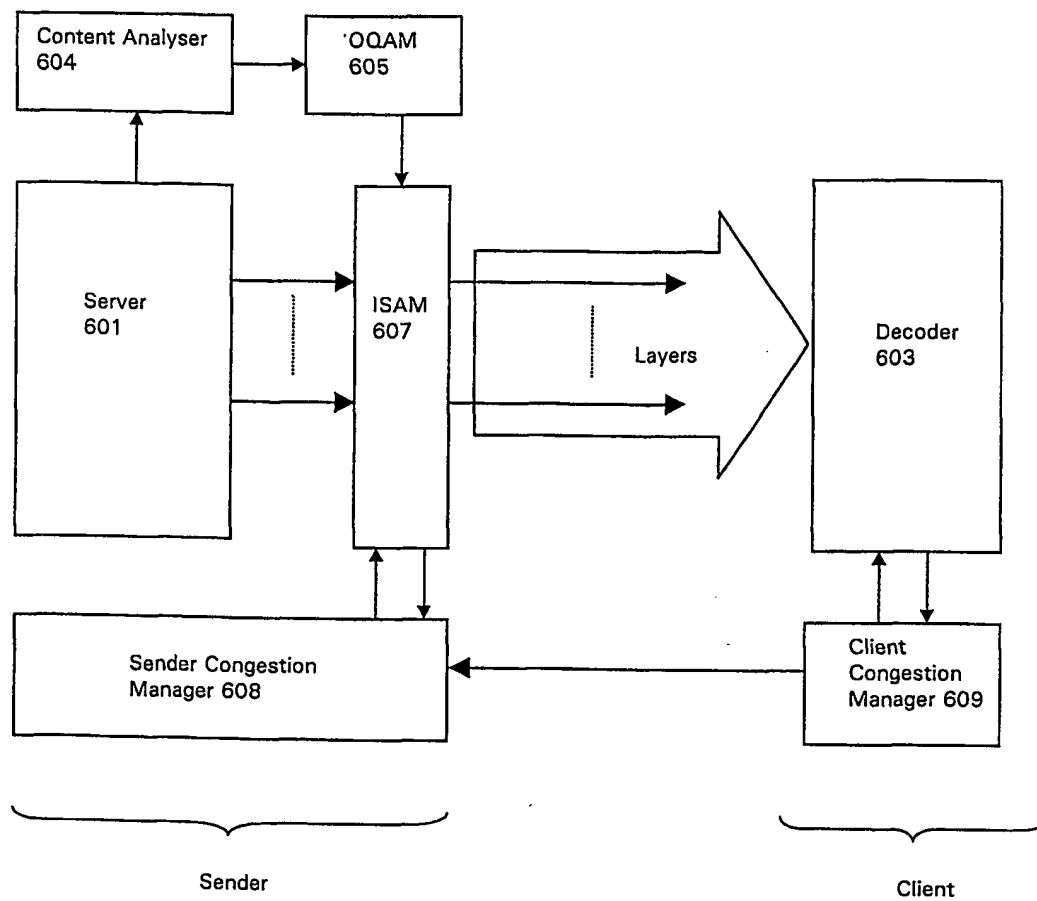 Content Analyser
604
OQAM
605
Server
601
ISAM
607
Layers
Decoder
603
Sender Congestion
Manager 608
Client
Congestion
Manager 609
Sender
Client